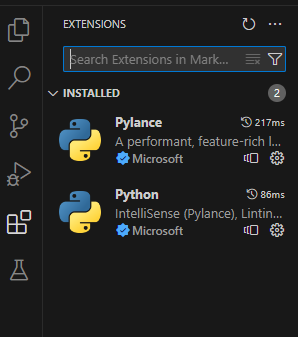 EXTENSIONS
Search Extensions in Mark...
INSTALLED
2
Pylance
217ms
A performant, feature-rich l...
Microsoft
Python
86ms
IntelliSense (Pylance), Lintin...
Microsoft